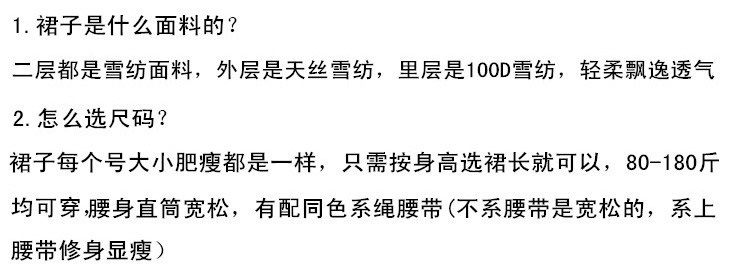 1.裙子是什么面料的？
二层都是雪纺面料，外层是天丝雪纺，里层是100D雪纺，轻柔飘逸透气
2.怎么选尺码？
裙子每个号大小肥瘦都是一样，只需按身高选裙长就可以，80-180斤
均可穿,腰身直筒宽松，有配同色系绳腰带(不系腰带是宽松的，系上
腰带修身显瘦）